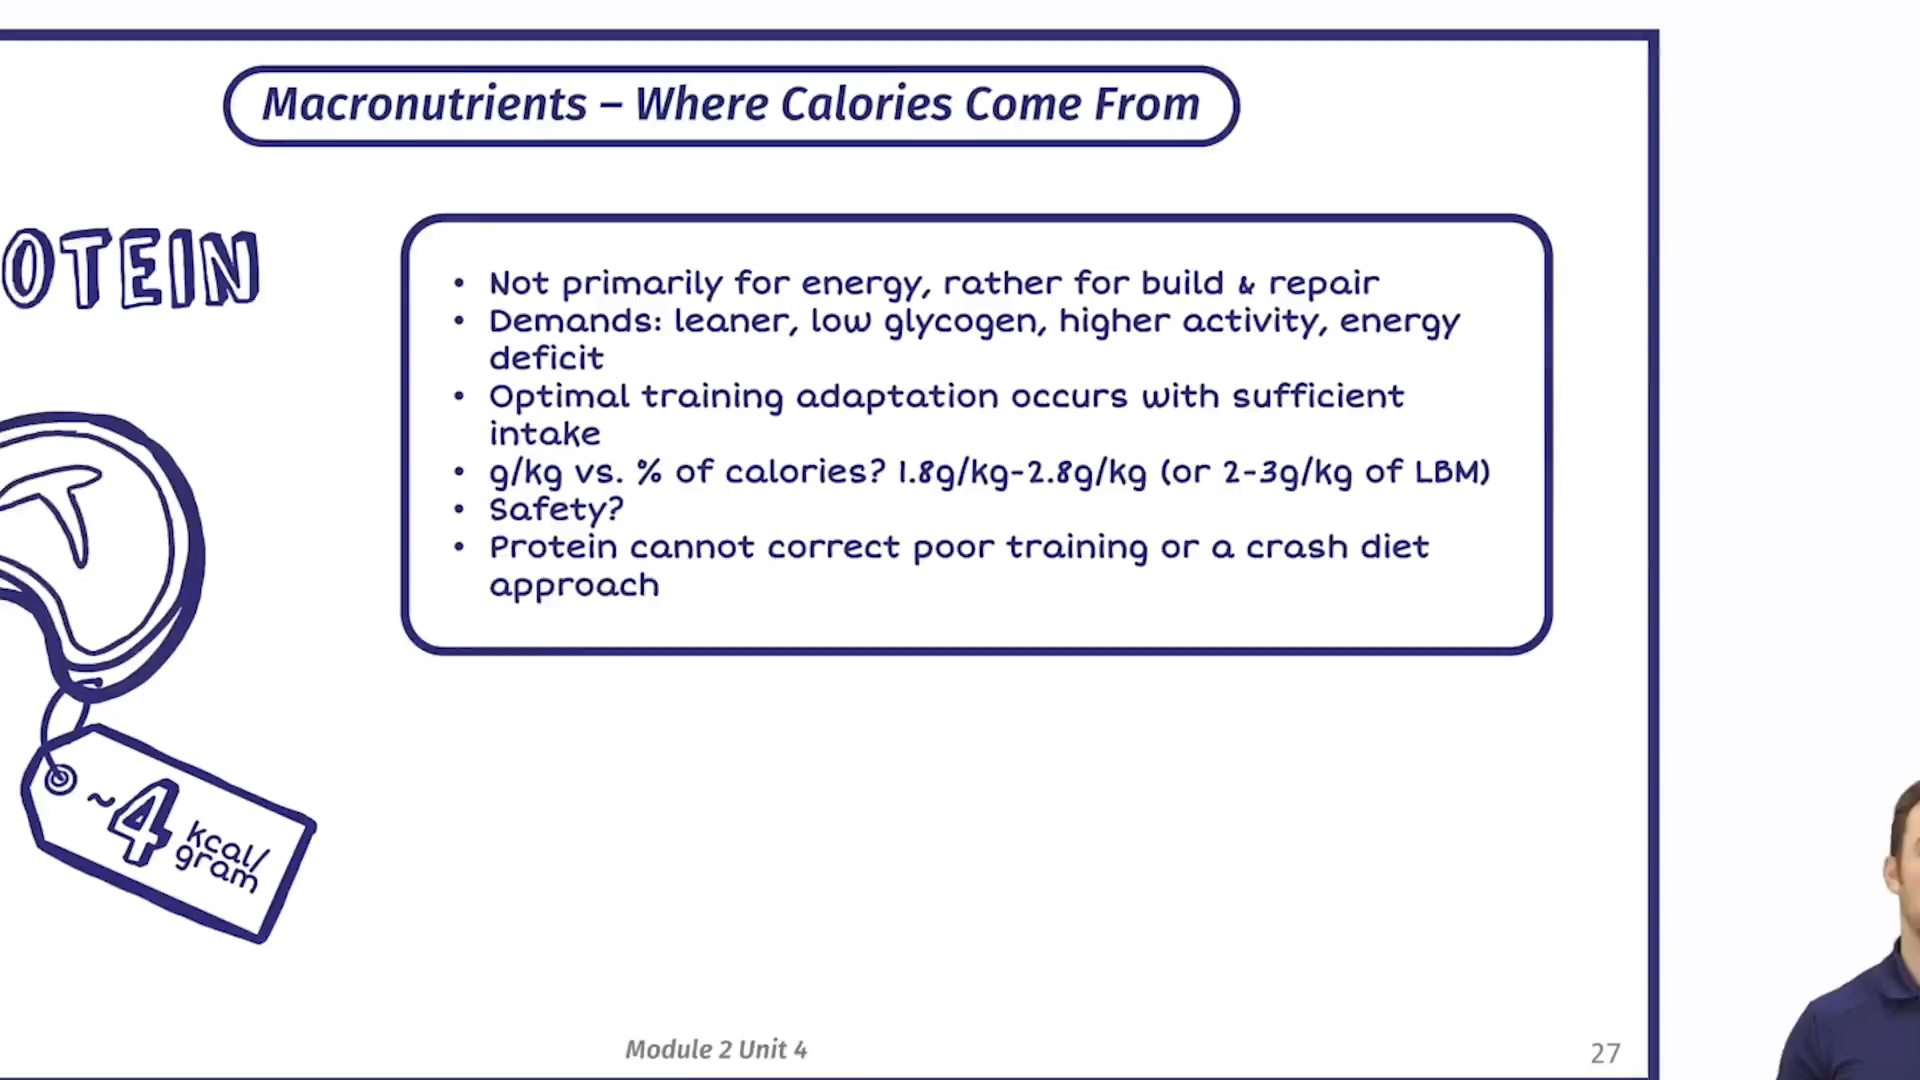 Macronutrients – Where Calories Come From
OTEIN
• Not primarily for energy, rather for build & repair
• Demands: leaner, low glycogen, higher activity, energy
deficit
• Optimal training adaptation occurs with sufficient
intake
• g/kg vs. % of calories? 1.8g/kg-2.8g/kg (or 2-3g/kg of LBM)
• Safety?
• Protein cannot correct poor training or a crash diet
approach
~4 kcal/
gram
Module 2 Unit 4
27